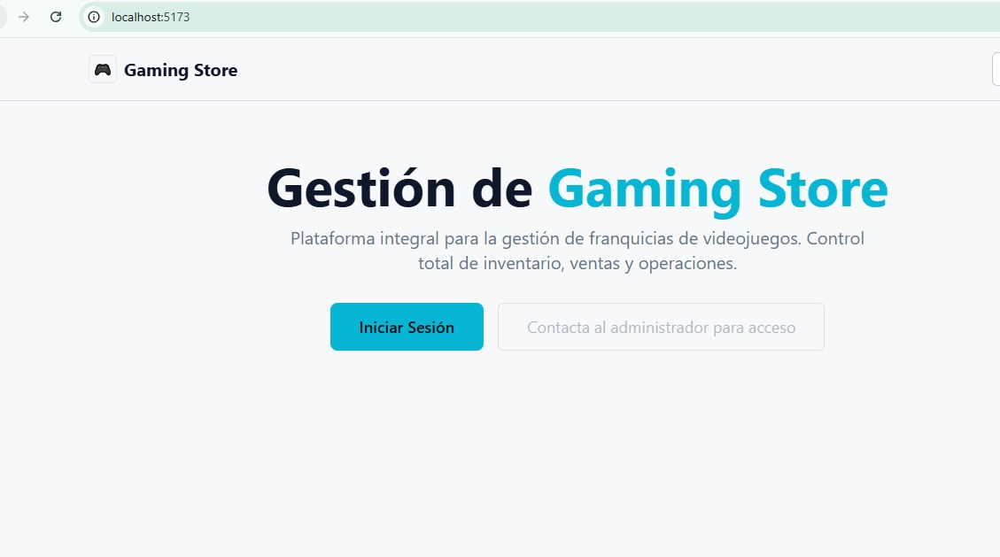 localhost:5173
Gaming Store
Gestión de Gaming Store
Plataforma integral para la gestión de franquicias de videojuegos. Control
total de inventario, ventas y operaciones.
Iniciar Sesión
Contacta al administrador para acceso